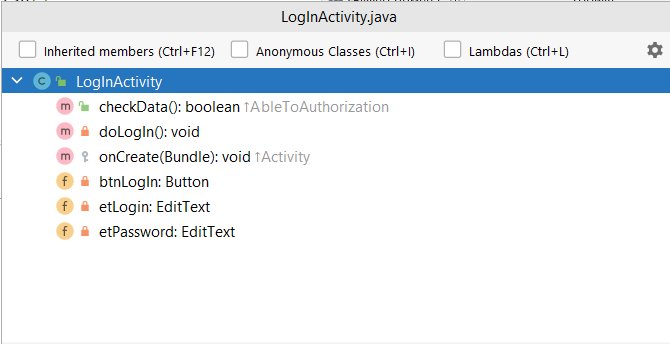 LogInActivity.java
Inherited members (Ctrl+F12) Anonymous Classes (Ctrl+I) Lambdas (Ctrl+L)
C LogInActivity
m checkData(): boolean ↑AbleToAuthorization
m doLogIn(): void
m onCreate(Bundle): void ↑Activity
f btnLogIn: Button
f etLogin: EditText
f etPassword: EditText